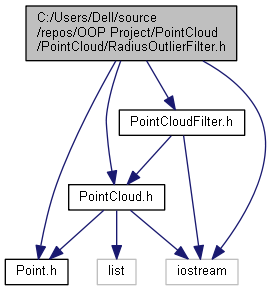 C:/Users/Dell/source
/repos/OOP Project/PointCloud
/PointCloud/RadiusOutlierFilter.h
PointCloudFilter.h
PointCloud.h
Point.h
list
iostream